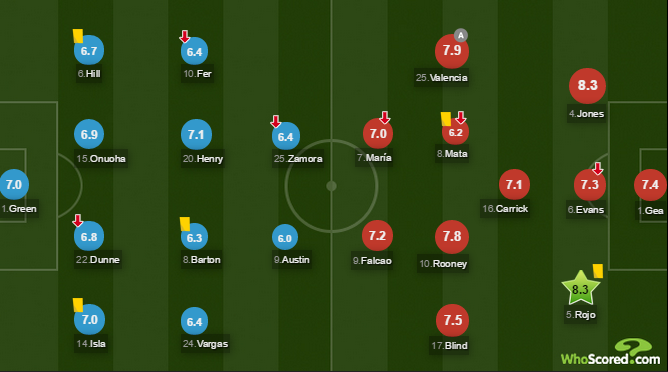 6.7
6.Hill
6.4
10.Fer
7.9
A
25.Valencia
8.3
4.Jones
6.9
15.Onuoha
7.1
20.Henry
6.4
25.Zamora
7.0
7.María
6.2
8.Mata
7.0
1.Green
7.1
16.Carrick
7.3
6.Evans
7.4
1.Gea
6.8
22.Dunne
6.3
8.Barton
6.0
9.Austin
7.2
9.Falcao
7.8
10.Rooney
8.3
5.Rojo
7.0
14.Isla
6.4
24.Vargas
7.5
17.Blind
WhoScored.com